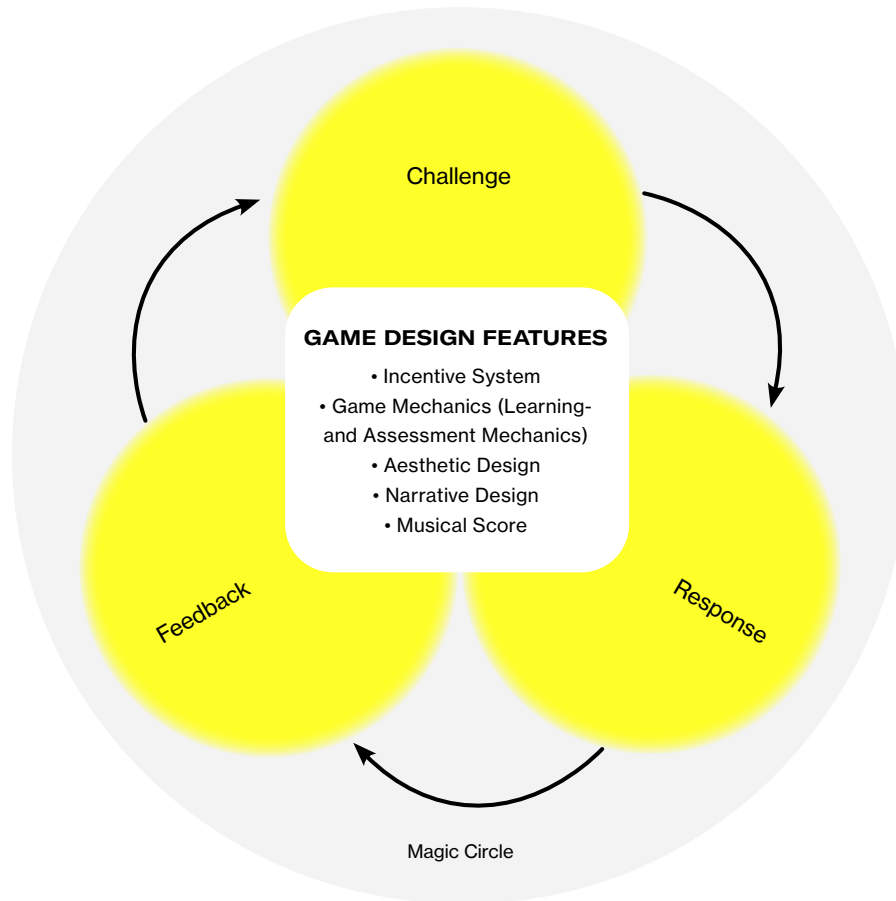 Challenge
GAME DESIGN FEATURES
• Incentive System
• Game Mechanics (Learning-
and Assessment Mechanics)
• Aesthetic Design
• Narrative Design
• Musical Score
Feedback
Response
Magic Circle